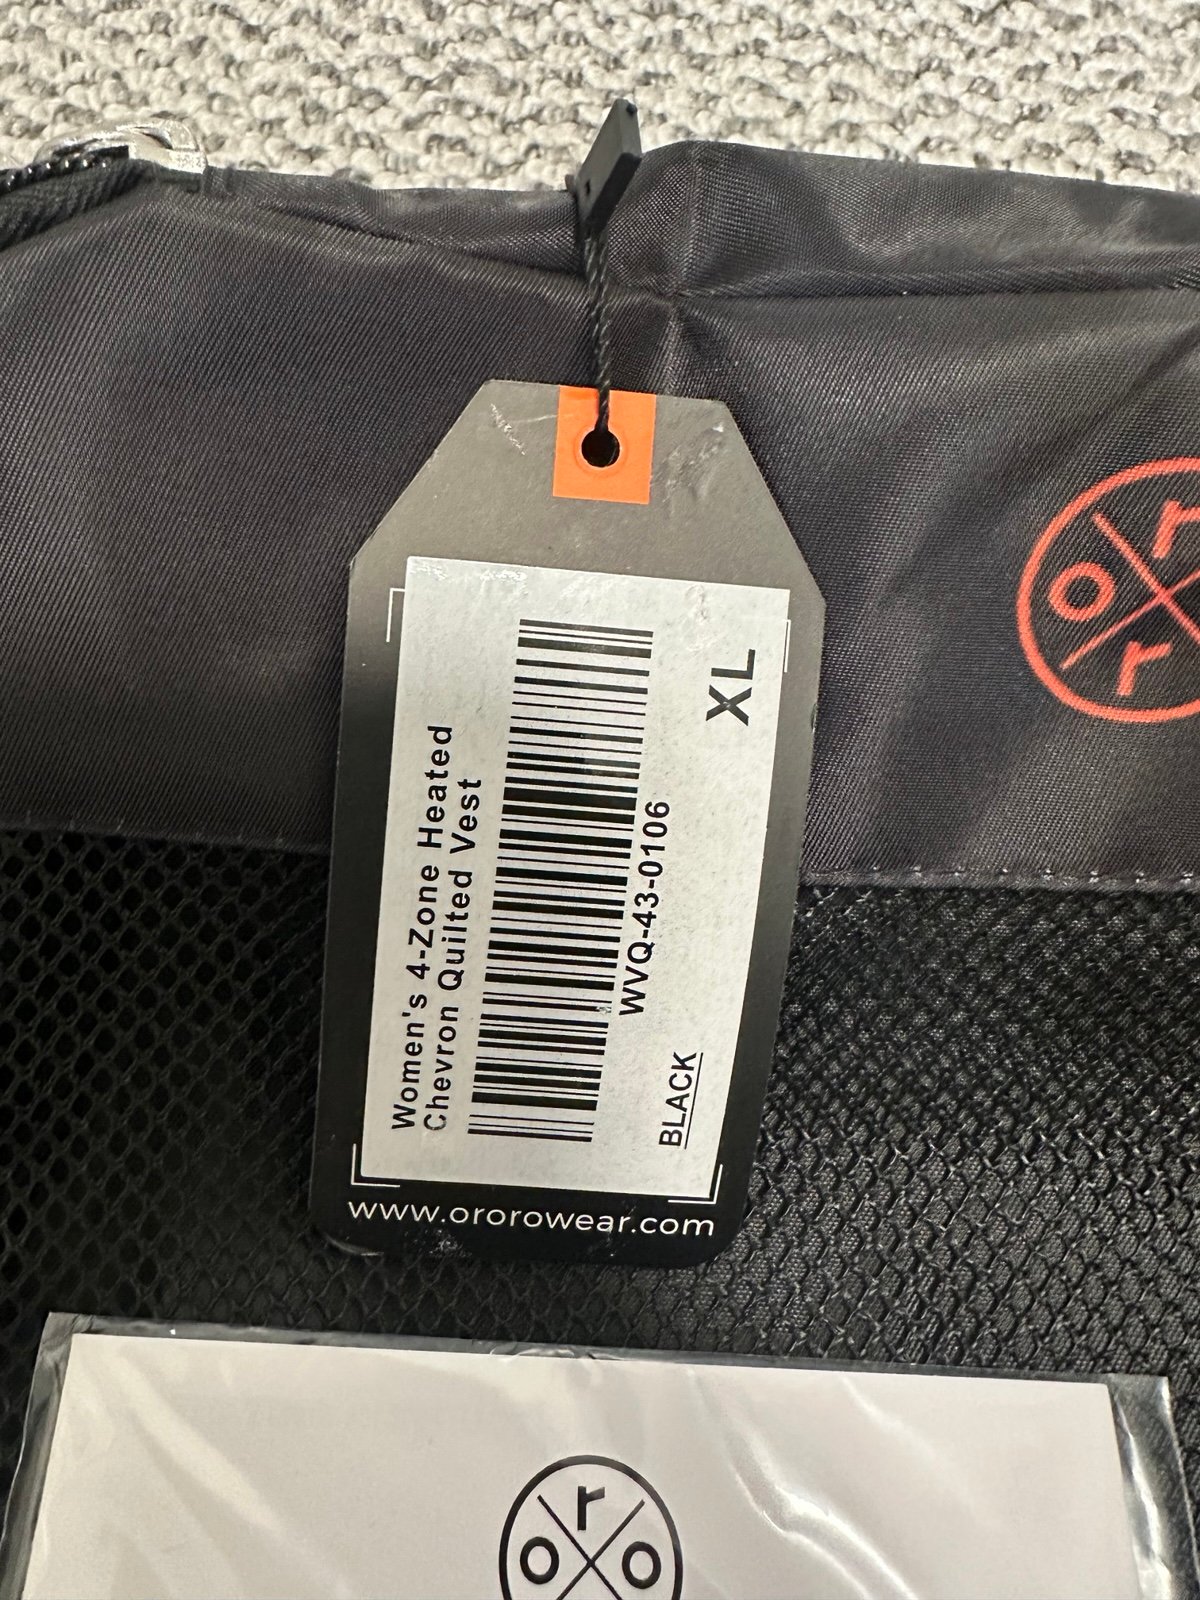 Women's 4-Zone Heated
Chevron Quilted Vest
WVQ-43-0106
BLACK
XL
www.ororowear.com
o r
r
r
o o